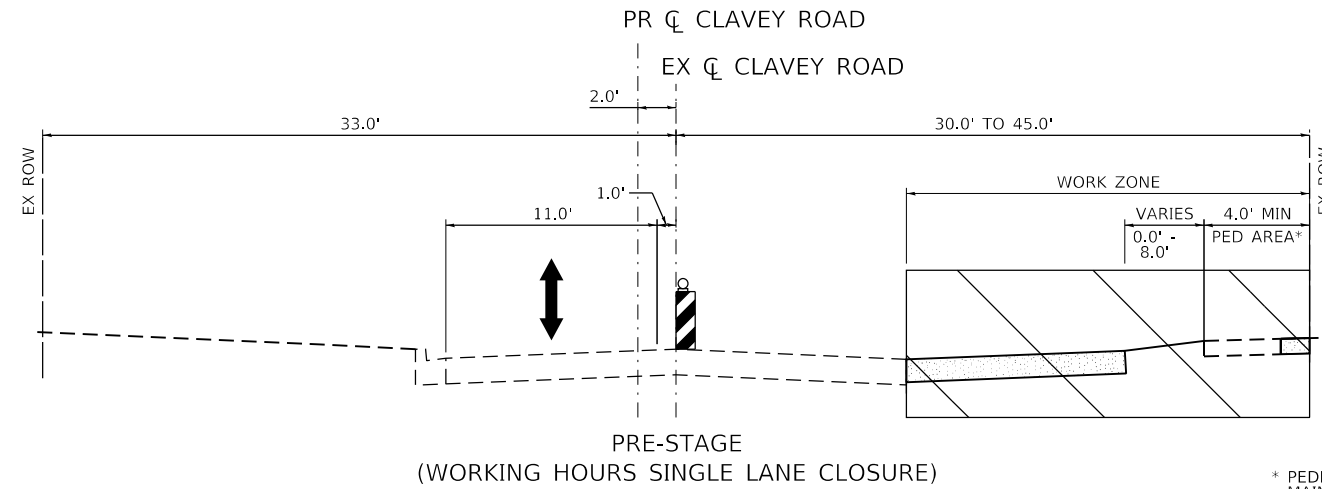 PR ℄ CLAVEY ROAD
EX ℄ CLAVEY ROAD
2.0'
33.0'
30.0' TO 45.0'
EX ROW
EX ROW
WORK ZONE
1.0'
11.0'
VARIES
0.0' -
8.0'
4.0' MIN
PED AREA*
PRE-STAGE
(WORKING HOURS SINGLE LANE CLOSURE)
*